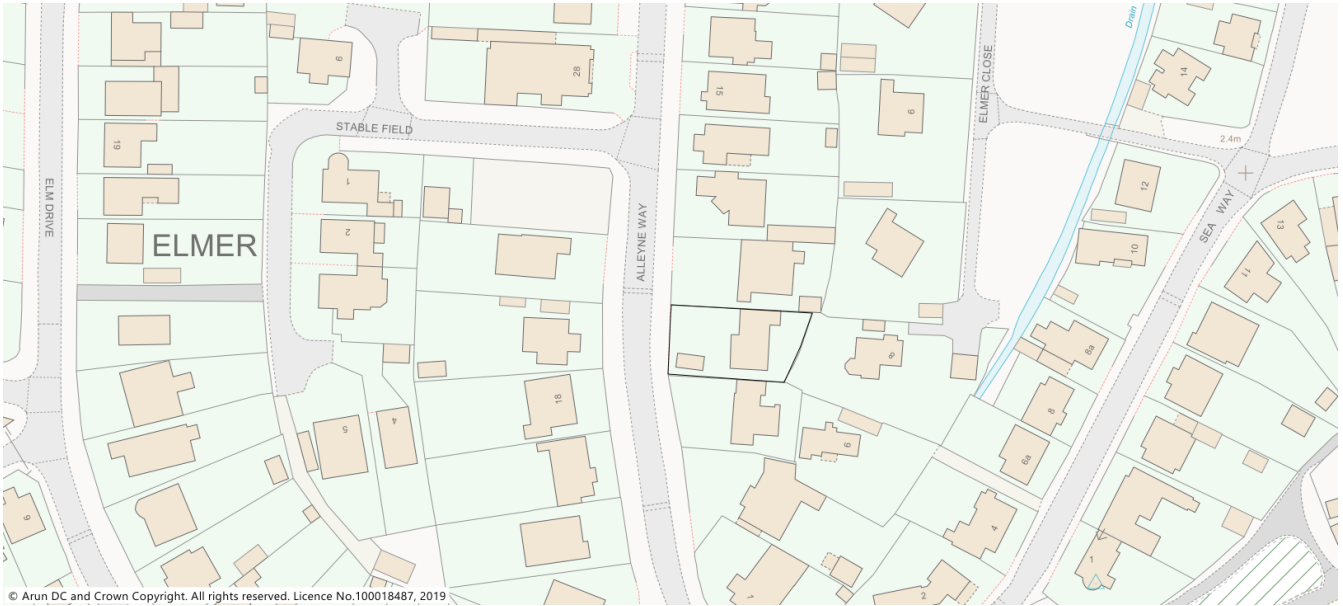 Drain
9
28
14
ELMER CLOSE
15
9
STABLE FIELD
19
2.4m
1
12
ELM DRIVE
SEA WAY
13
2
ELMER
ALLEYNE WAY
10
11
8
8a
18
8
4
5
6
6a
9
4
1
1
2
© Arun DC and Crown Copyright. All rights reserved. Licence No.100018487, 2019